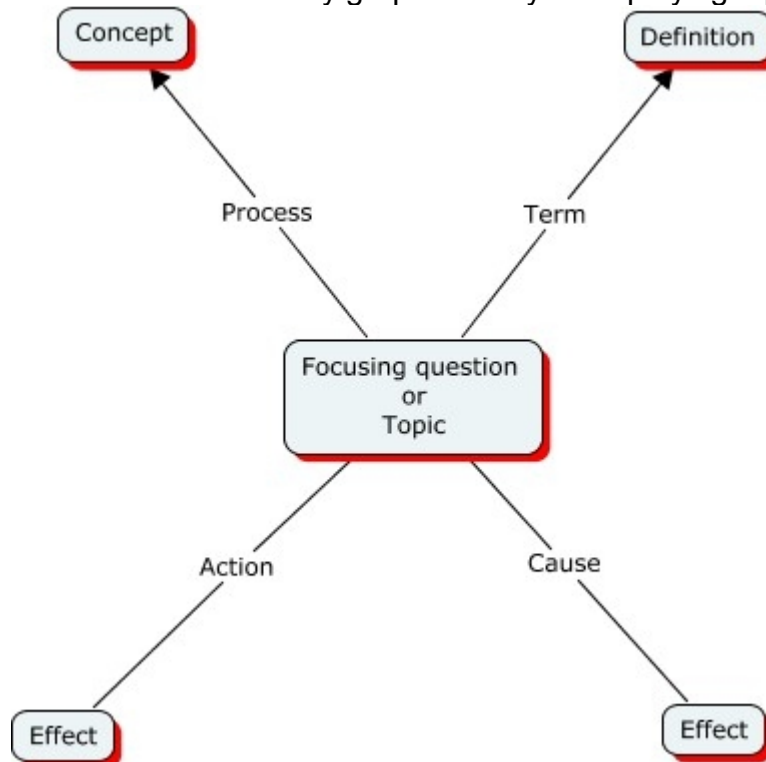 Concept
Definition
Process
Term
Focusing question
or
Topic
Action
Cause
Effect
Effect